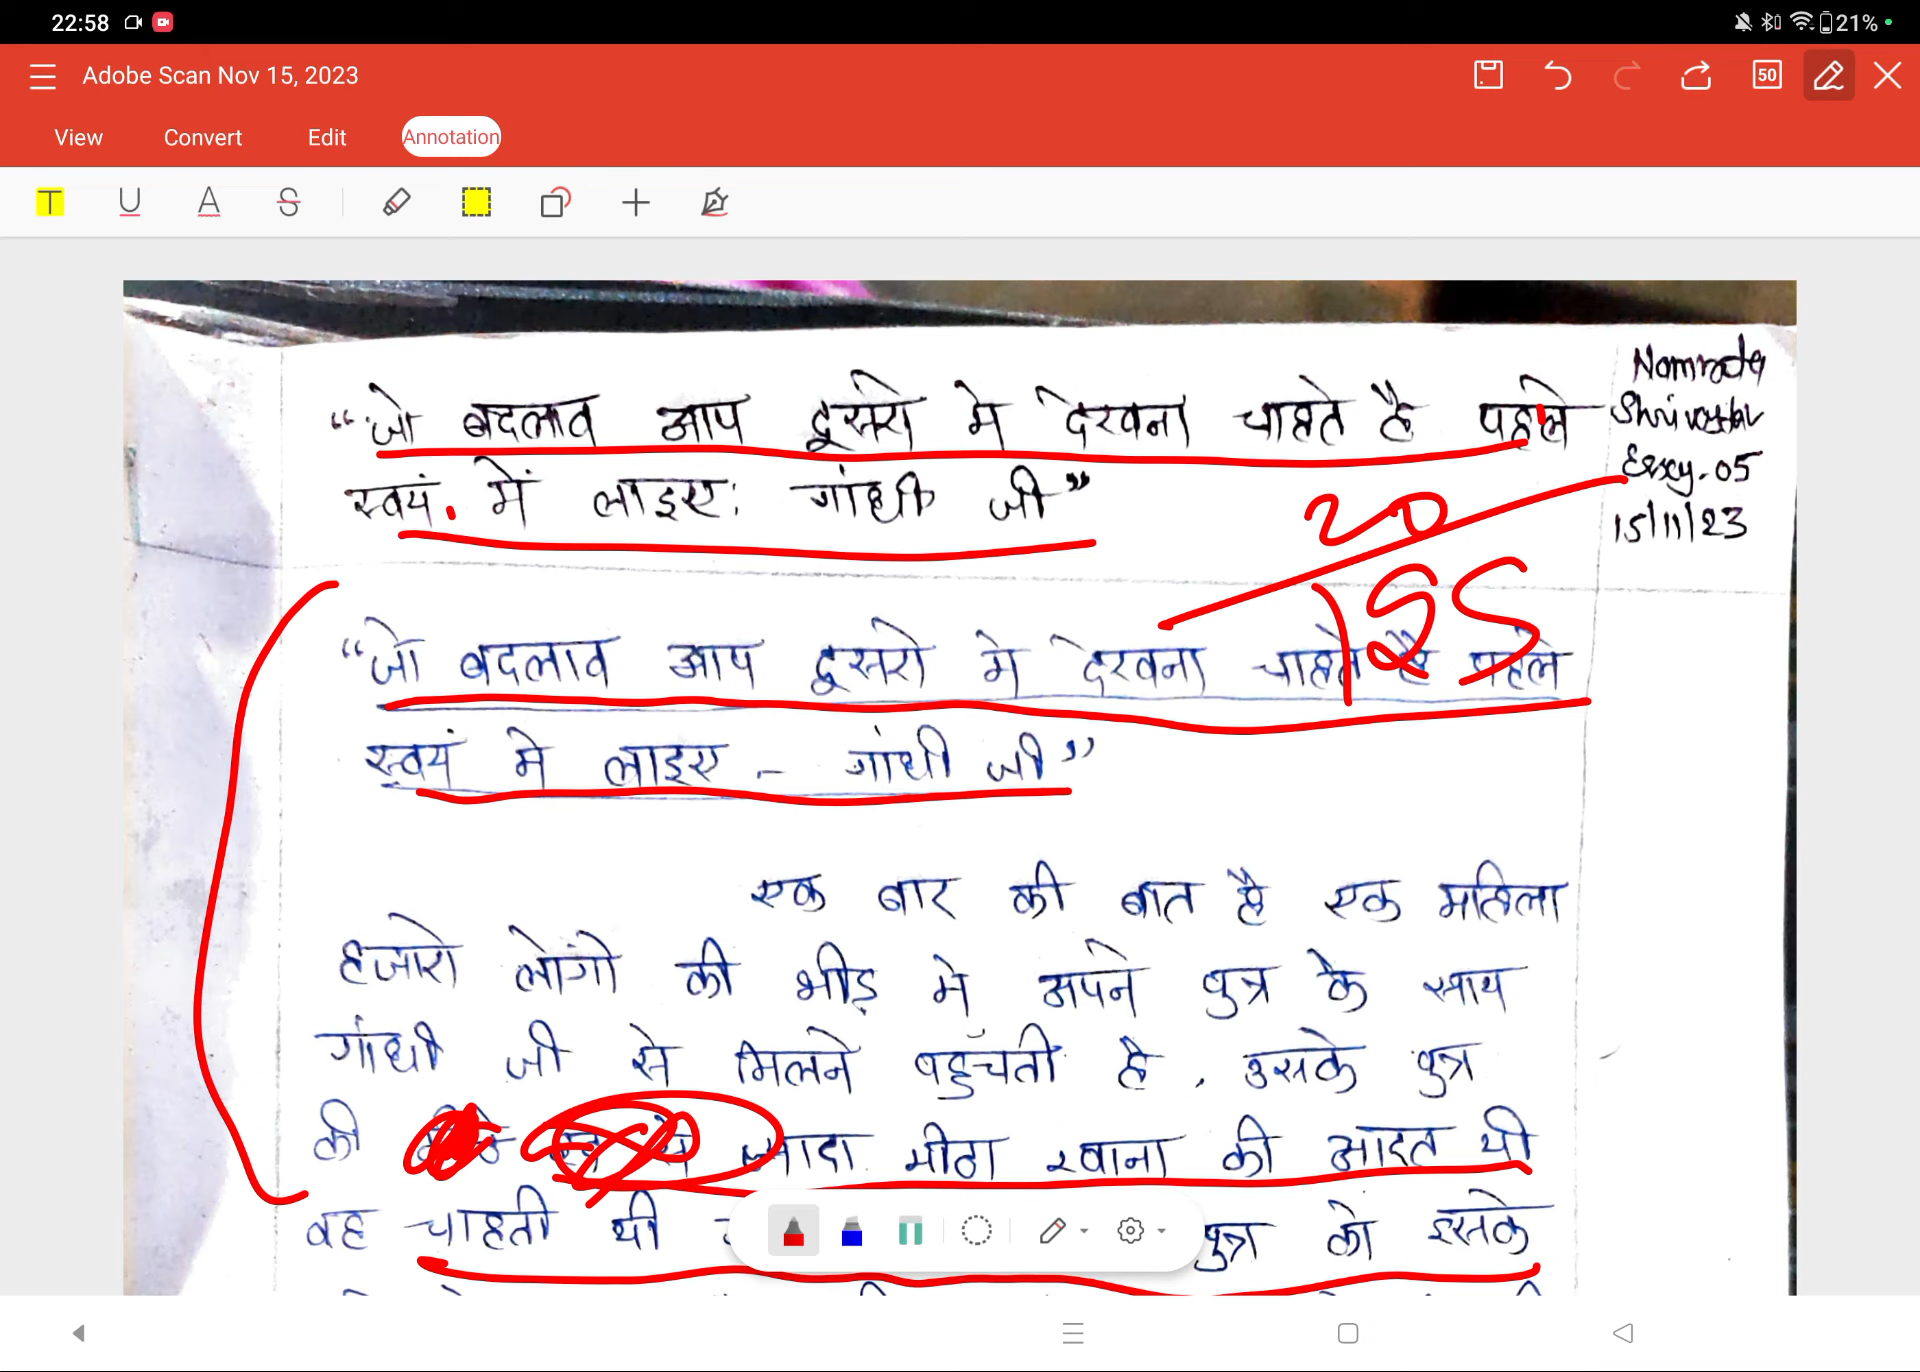 22:58
21%
Adobe Scan Nov 15, 2023
50
View Convert Edit Annotation
T U A S
Namrata
Shrivastav
Essay-05
15/11/23
“जो बदलाव आप दूसरो मे देखना चाहते है पहले
स्वयं में लाइए: गांधी जी”
20
125
“जो बदलाव आप दूसरो मे देखना चाहते है पहले
स्वयं मे लाइए - गांधी जी”
एक बार की बात है एक महिला
हजारो लोगों की भीड़ मे अपने पुत्र के साथ
गांधी जी से मिलने पहुँचती है, उसके पुत्र
की ज्यादा मीठा खाना की आदत थी
वह चाहती थी पुत्र को इसके